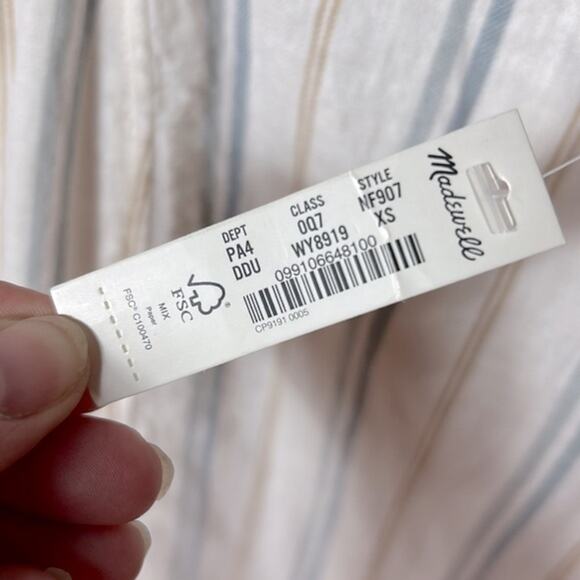 Madewell
DEPT CLASS STYLE
PA4 0Q7 NF907
DDU WY8919 XS
099106648100
CP9191 0005
FSC®
MIX
Paper
FSC® C100470